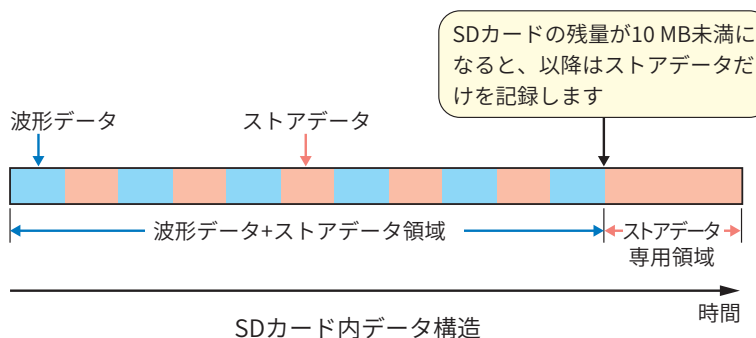 SDカードの残量が10 MB未満に
なると、以降はストアデータだ
けを記録します
波形データ
ストアデータ
波形データ+ストアデータ領域
ストアデータ
専用領域
時間
SDカード内データ構造